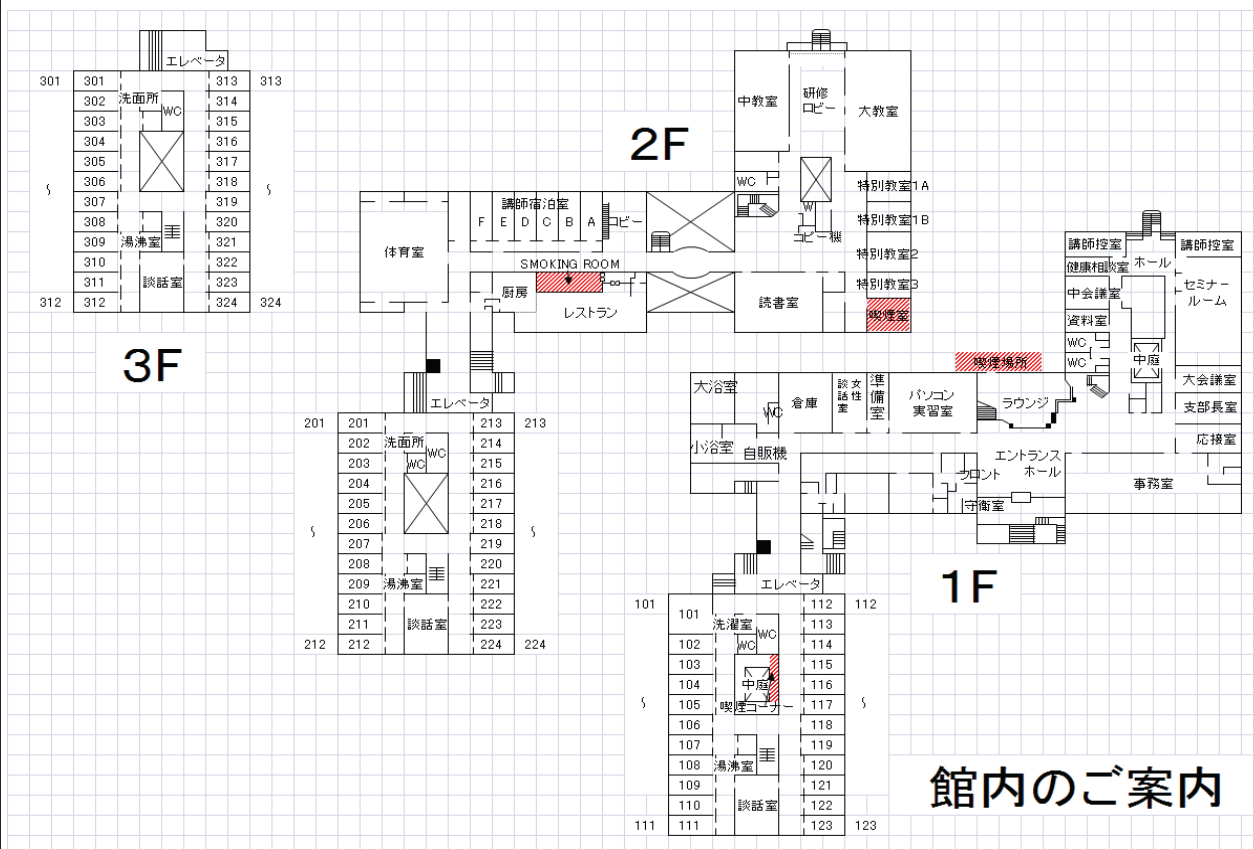 エレベータ
301
301
302
303
304
305
306
307
308
309
310
311
312
312
～
洗面所
WC
湯沸室
談話室
313
314
315
316
317
318
319
320
321
322
323
324
313
～
324
3F
2F
中教室
研修
ロビー
大教室
WC
特別教室1A
特別教室1B
特別教室2
特別教室3
喫煙室
W
コピー機
読書室
体育室
講師宿泊室
F E D C B A
ロビー
SMOKING ROOM
厨房
レストラン
エレベータ
201
201
202
203
204
205
206
207
208
209
210
211
212
212
～
洗面所
WC
WC
湯沸室
談話室
213
214
215
216
217
218
219
220
221
222
223
224
213
～
224
講師控室
ホール
講師控室
健康相談室
中会議室
セミナー
ルーム
資料室
WC
WC
中庭
大会議室
支部長室
応接室
事務室
喫煙場所
大浴室
WC
倉庫
女性
談話室
準備室
パソコン
実習室
ラウンジ
小浴室
自販機
エントランス
ホール
フロント
守衛室
1F
エレベータ
101
101
102
103
104
105
106
107
108
109
110
111
111
～
洗濯室
WC
WC
中庭
喫煙コーナー
湯沸室
談話室
112
113
114
115
116
117
118
119
120
121
122
123
112
～
123
館内のご案内